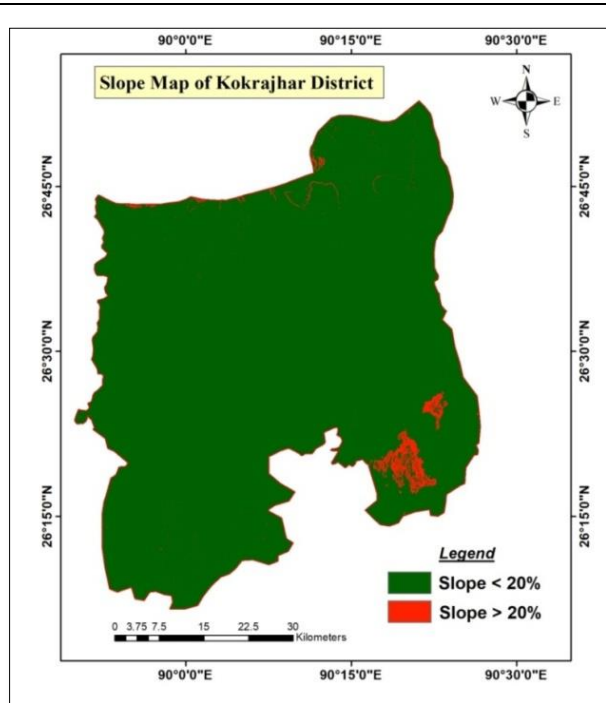 90°0'0"E 90°15'0"E 90°30'0"E
Slope Map of Kokrajhar District
N
W E
S
26°45'0"N 26°45'0"N
26°30'0"N 26°30'0"N
26°15'0"N 26°15'0"N
Legend
Slope < 20%
Slope > 20%
0 3.75 7.5 15 22.5 30
Kilometers
90°0'0"E 90°15'0"E 90°30'0"E